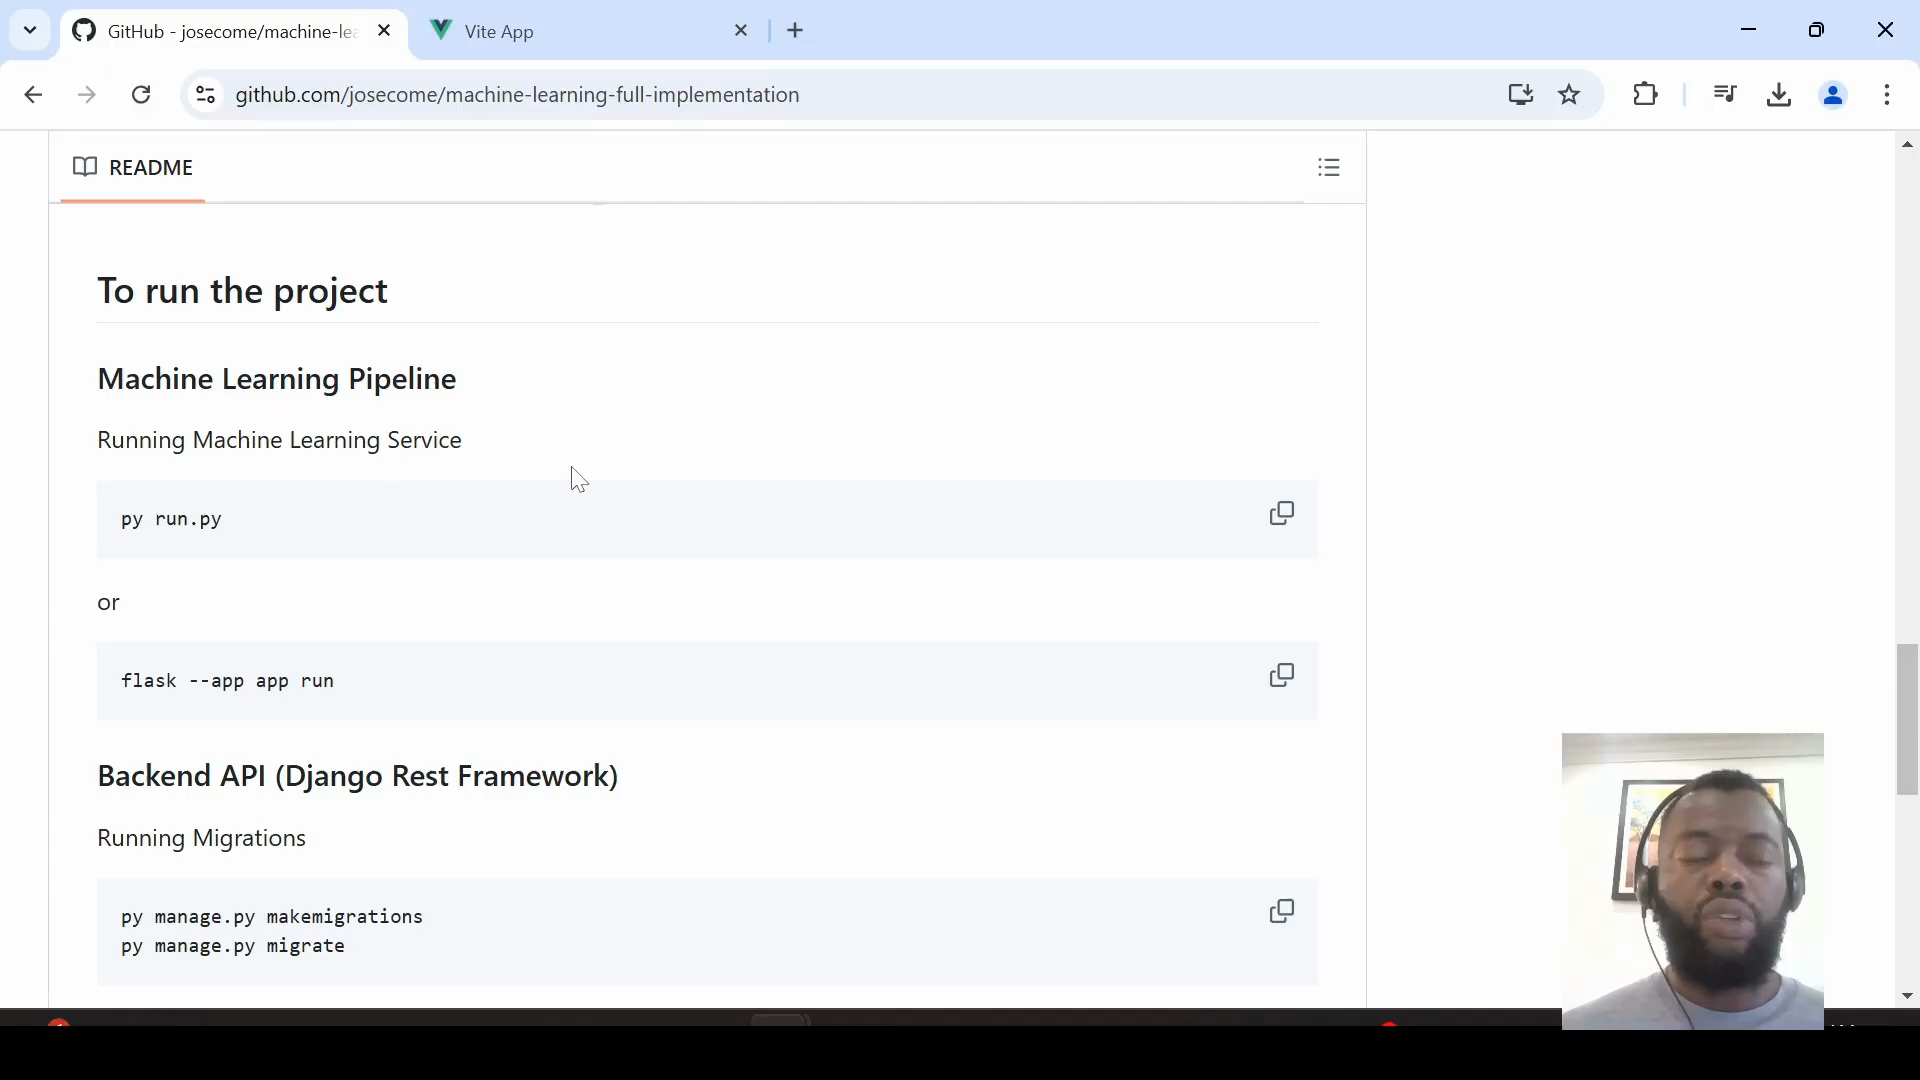 GitHub - josecome/machine-lea
Vite App
github.com/josecome/machine-learning-full-implementation
README
To run the project
Machine Learning Pipeline
Running Machine Learning Service
py run.py
or
flask --app app run
Backend API (Django Rest Framework)
Running Migrations
py manage.py makemigrations
py manage.py migrate